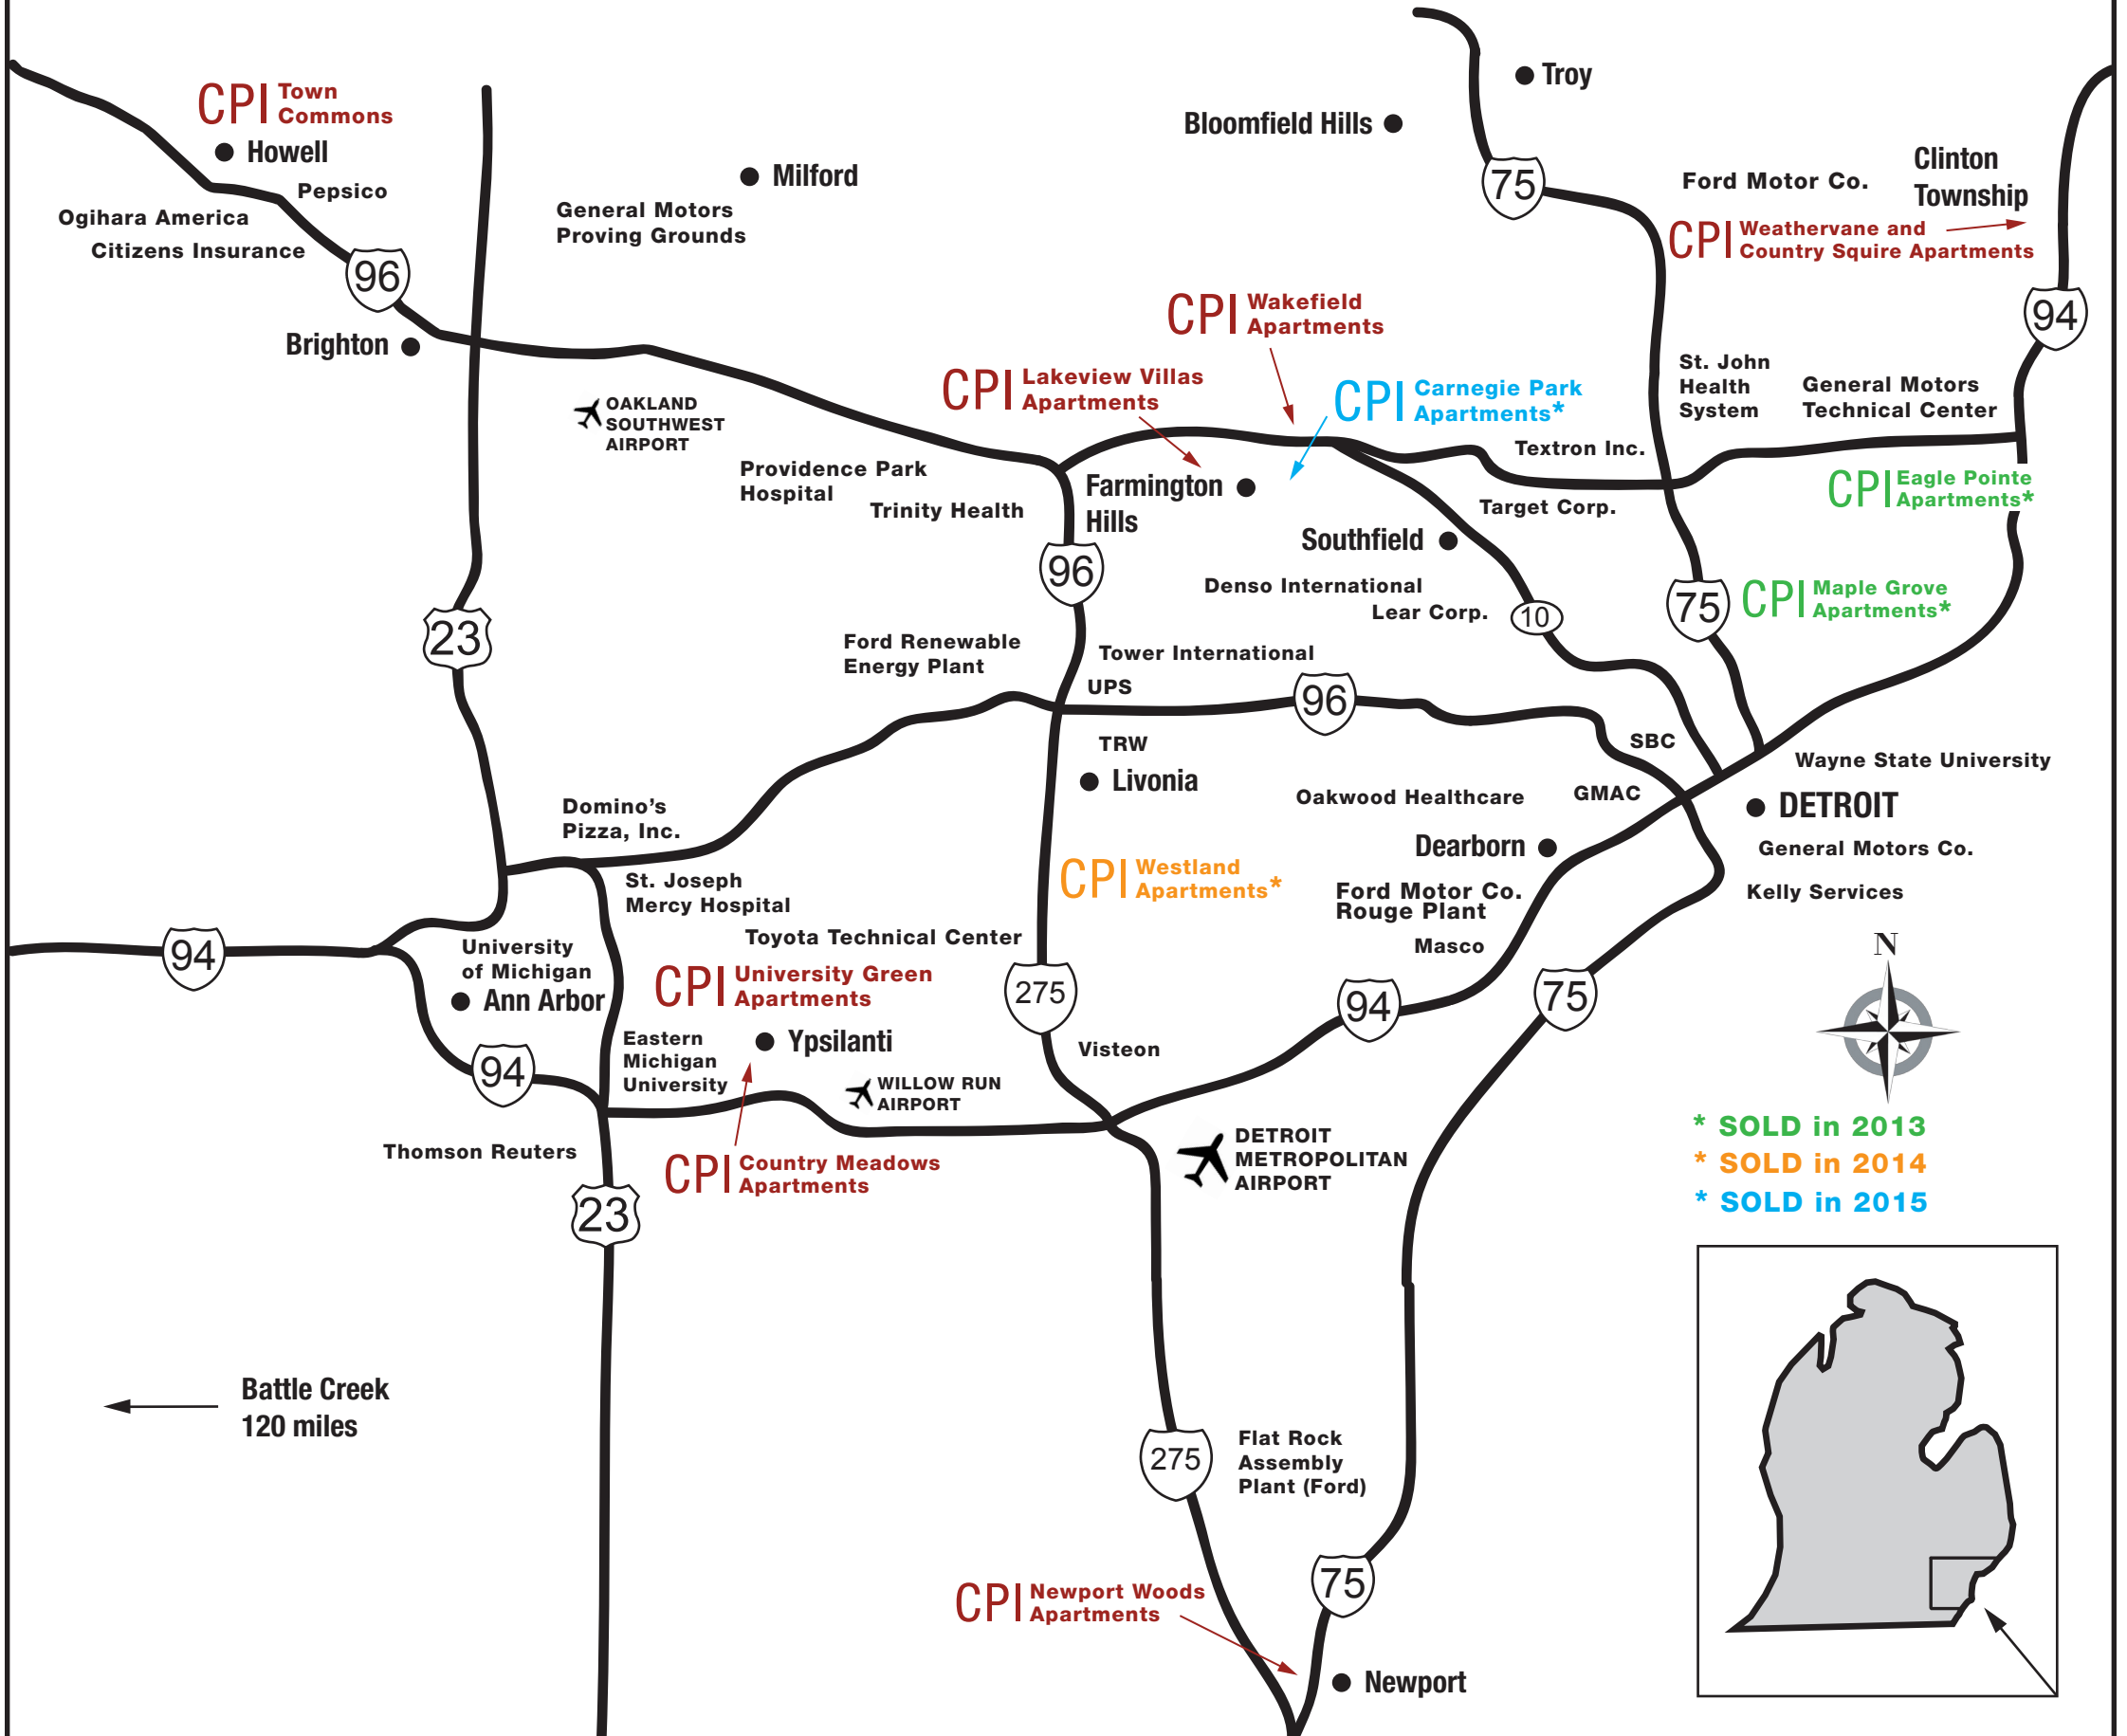 Troy
Bloomfield Hills
CPI Town
Commons
Howell
Pepsico
Ogihara America
Citizens Insurance
Milford
General Motors
Proving Grounds
75
Ford Motor Co.
Clinton
Township
CPI Weathervane and
Country Squire Apartments
96
94
Brighton
CPI Wakefield
Apartments
CPI Lakeview Villas
Apartments
CPI Carnegie Park
Apartments*
St. John
Health
System
General Motors
Technical Center
OAKLAND
SOUTHWEST
AIRPORT
Textron Inc.
Providence Park
Hospital
Trinity Health
Farmington
Hills
Target Corp.
CPI Eagle Pointe
Apartments*
Southfield
96
Denso International
Lear Corp.
10
75
CPI Maple Grove
Apartments*
23
Ford Renewable
Energy Plant
Tower International
UPS
96
TRW
Livonia
SBC
Wayne State University
Oakwood Healthcare
GMAC
DETROIT
Domino's
Pizza, Inc.
Dearborn
General Motors Co.
CPI Westland
Apartments*
Ford Motor Co.
Rouge Plant
Kelly Services
St. Joseph
Mercy Hospital
Toyota Technical Center
Masco
N
94
University
of Michigan
Ann Arbor
CPI University Green
Apartments
275
94
75
Eastern
Michigan
University
Ypsilanti
Visteon
94
WILLOW RUN
AIRPORT
Thomson Reuters
CPI Country Meadows
Apartments
DETROIT
METROPOLITAN
AIRPORT
* SOLD in 2013
* SOLD in 2014
* SOLD in 2015
23
Battle Creek
120 miles
275
Flat Rock
Assembly
Plant (Ford)
75
CPI Newport Woods
Apartments
Newport